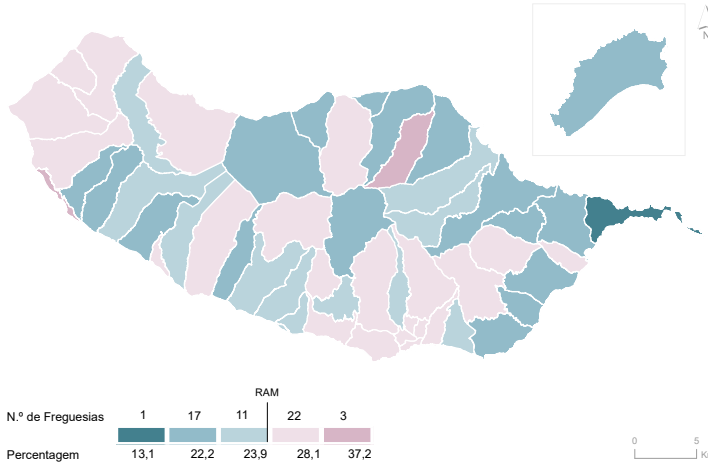 N
RAM
N.º de Freguesias 1 17 11 22 3
Percentagem 13,1 22,2 23,9 28,1 37,2
0 5